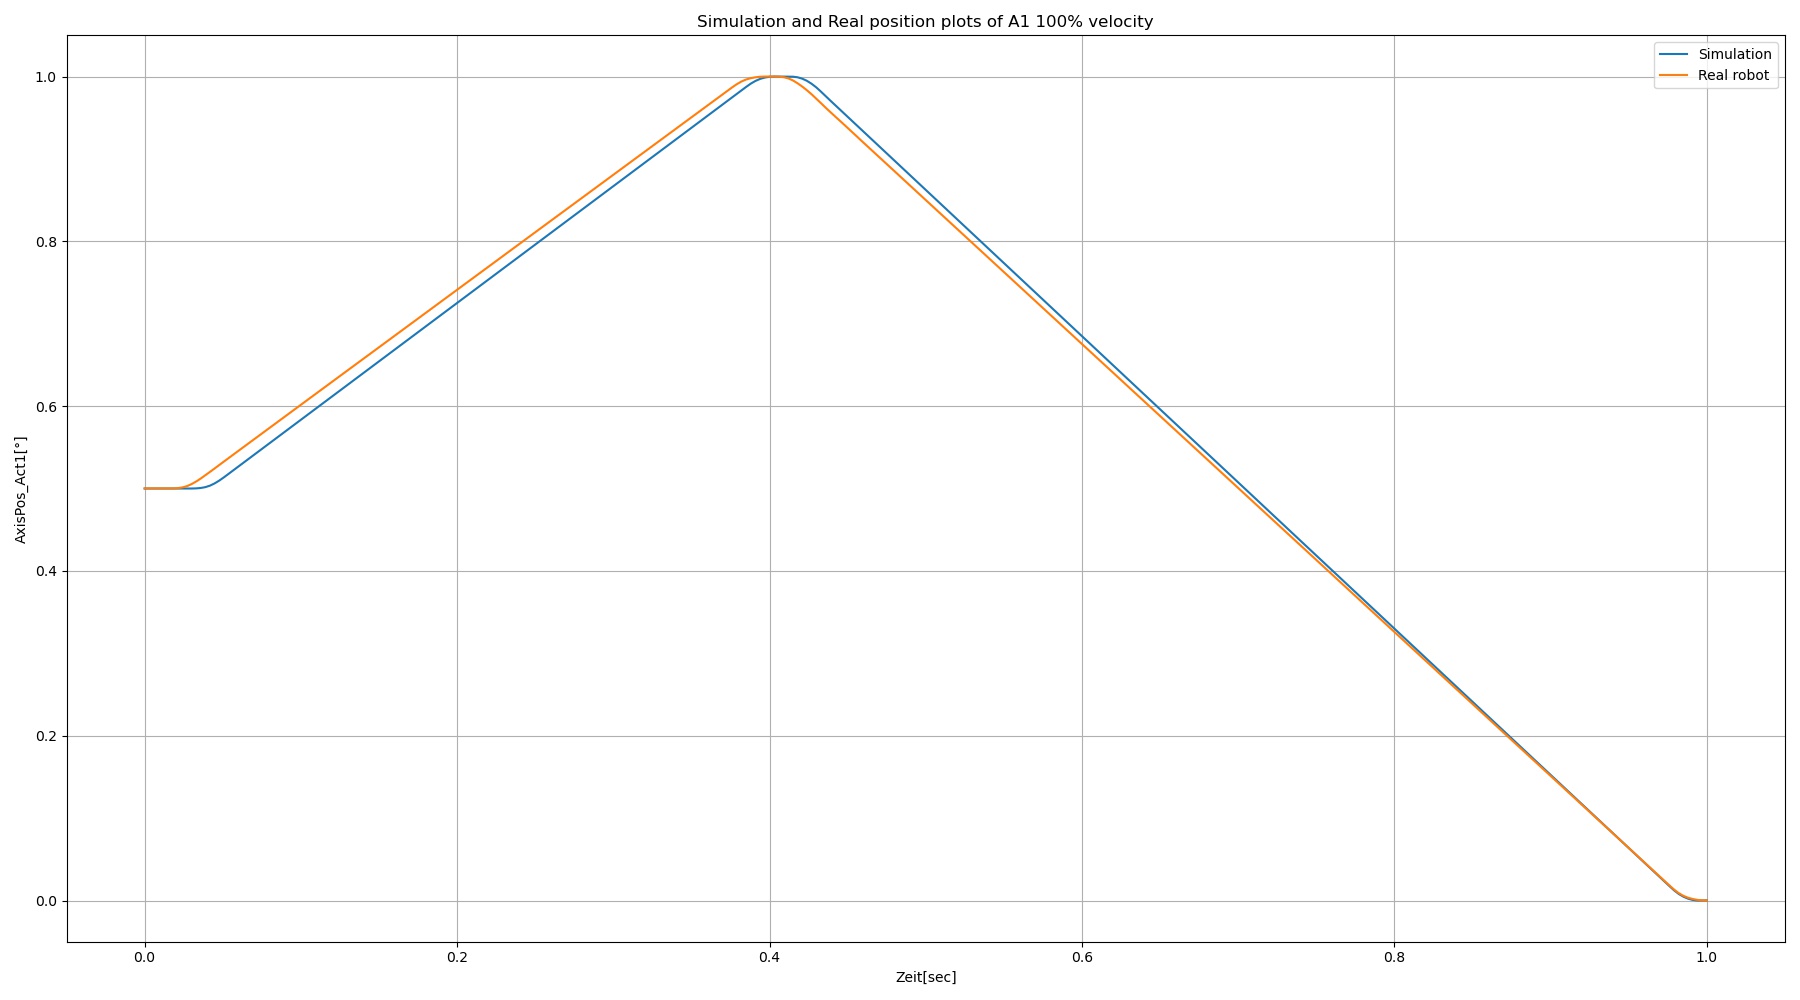 Simulation and Real position plots of A1 100% velocity
Simulation
Real robot
1.0
0.8
0.6
0.4
0.2
0.0
AxisPos_Act1[°]
0.0 0.2 0.4 0.6 0.8 1.0
Zeit[sec]